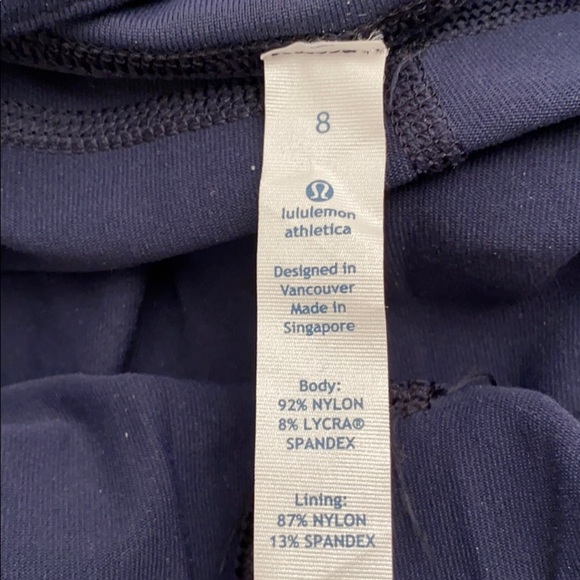 8
lululemon
athletica
Designed in
Vancouver
Made in
Singapore
Body:
92% NYLON
8% LYCRA®
SPANDEX
Lining:
87% NYLON
13% SPANDEX